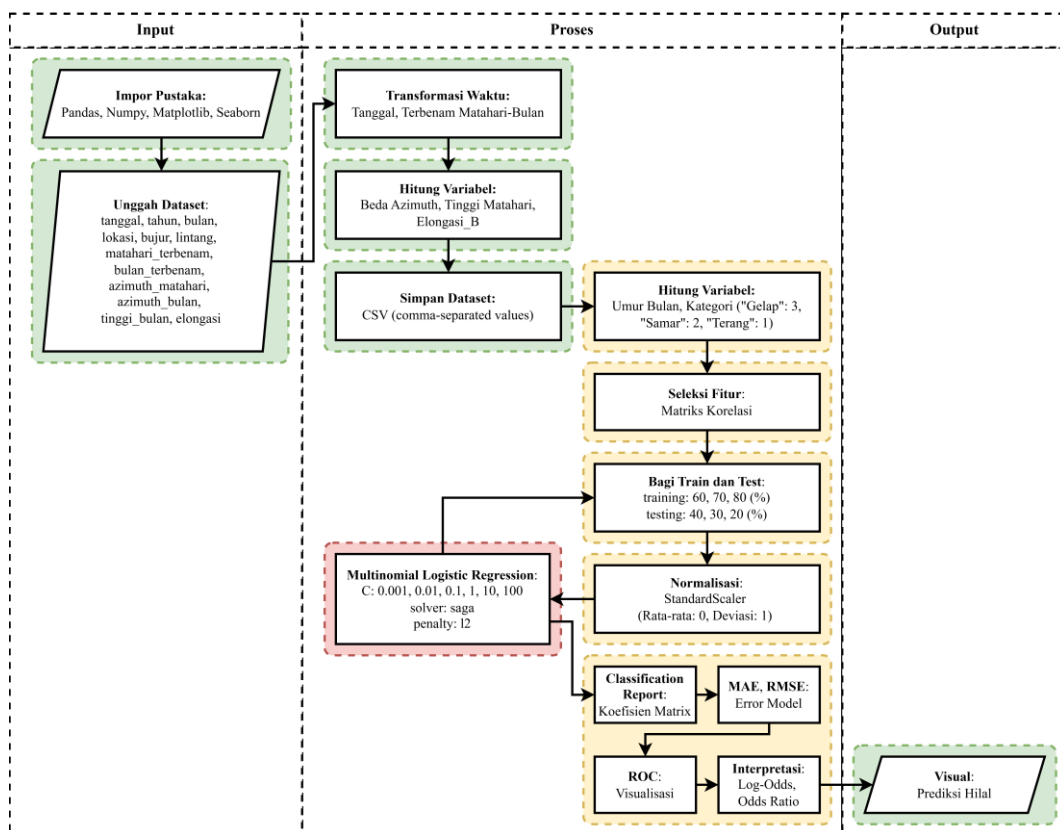 Input
Proses
Output
Impor Pustaka:
Pandas, Numpy, Matplotlib, Seaborn
Unggah Dataset:
tanggal, tahun, bulan,
lokasi, bujur, lintang,
matahari_terbenam,
bulan_terbenam,
azimuth_matahari,
azimuth_bulan,
tinggi_bulan, elongasi
Transformasi Waktu:
Tanggal, Terbenam Matahari-Bulan
Hitung Variabel:
Beda Azimuth, Tinggi Matahari,
Elongasi_B
Simpan Dataset:
CSV (comma-separated values)
Hitung Variabel:
Umur Bulan, Kategori ("Gelap": 3,
"Samar": 2, "Terang": 1)
Seleksi Fitur:
Matriks Korelasi
Bagi Train dan Test:
training: 60, 70, 80 (%)
testing: 40, 30, 20 (%)
Normalisasi:
StandardScaler
(Rata-rata: 0, Deviasi: 1)
Multinomial Logistic Regression:
C: 0.001, 0.01, 0.1, 1, 10, 100
solver: saga
penalty: l2
Classification
Report:
Koefisien Matrix
MAE, RMSE:
Error Model
ROC:
Visualisasi
Interpretasi:
Log-Odds,
Odds Ratio
Visual:
Prediksi Hilal